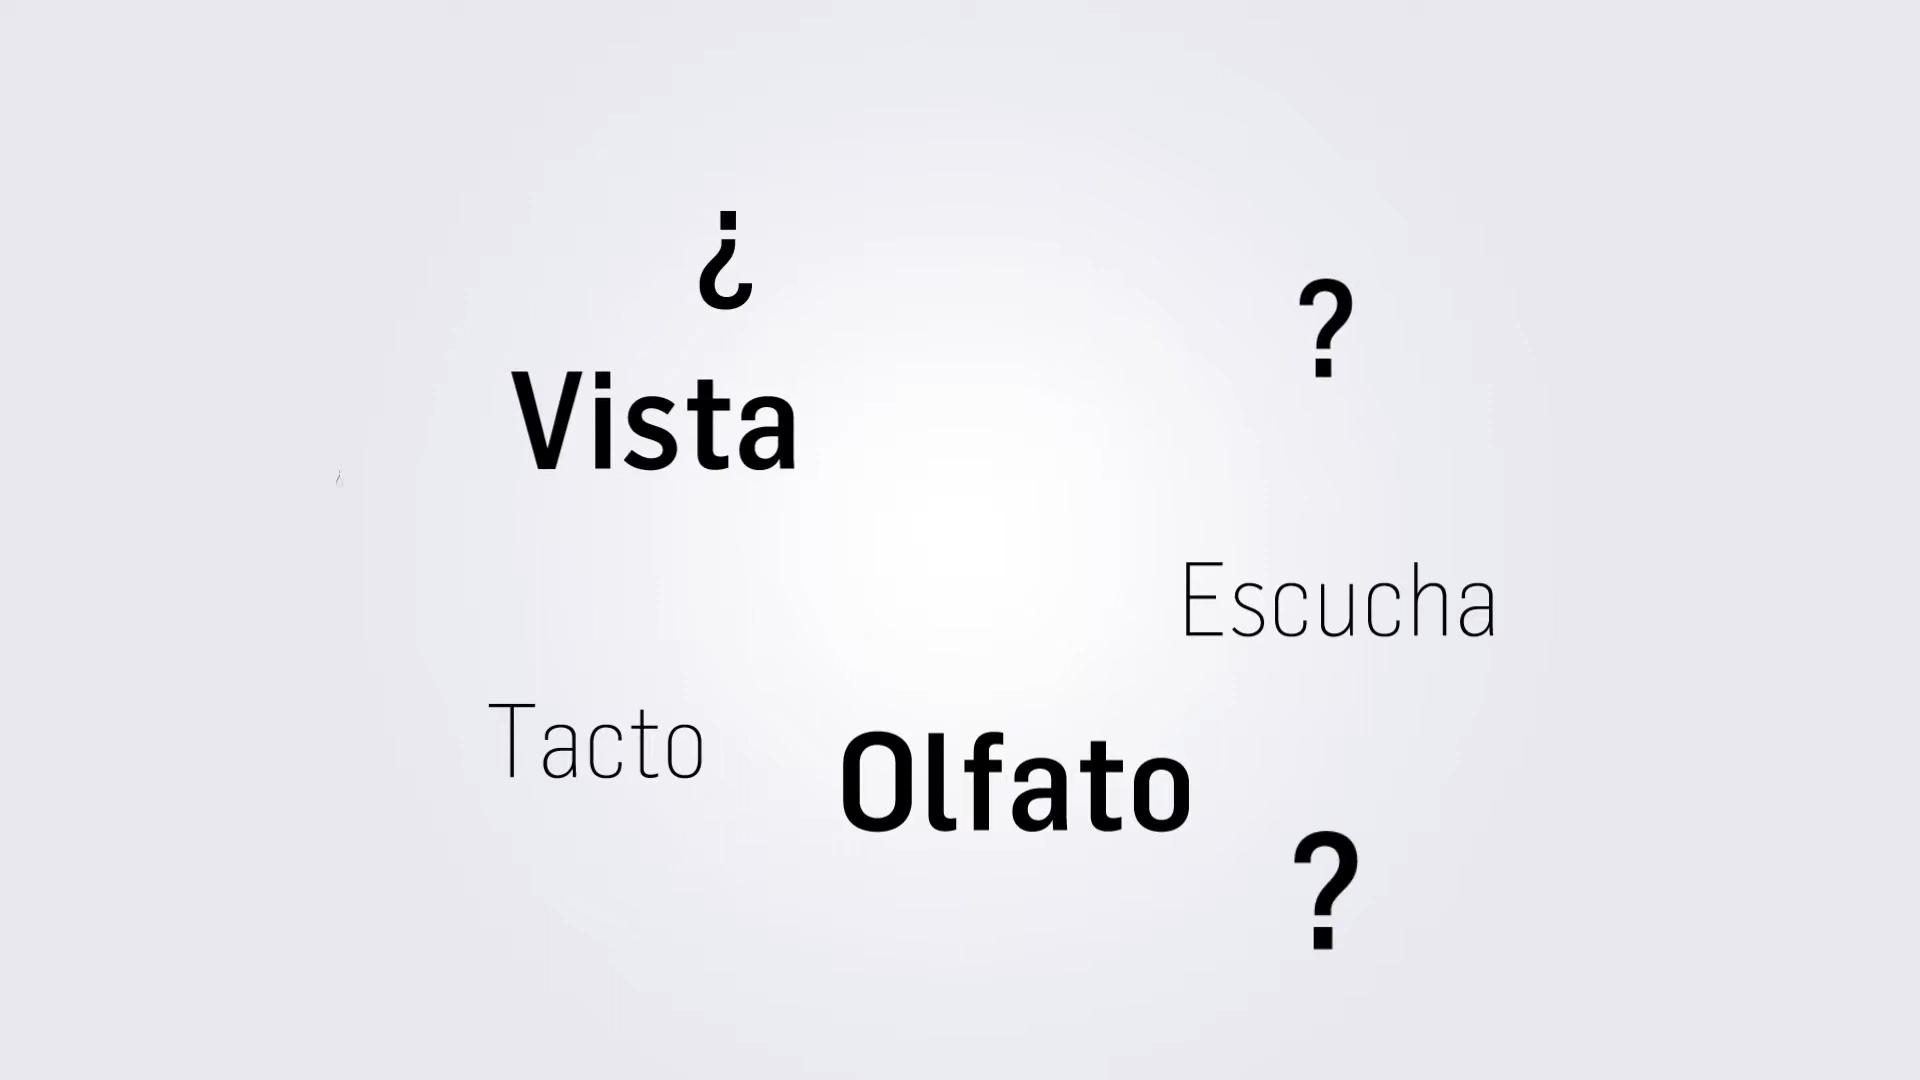 ¿
?
Vista
¿
Escucha
Tacto
Olfato
?